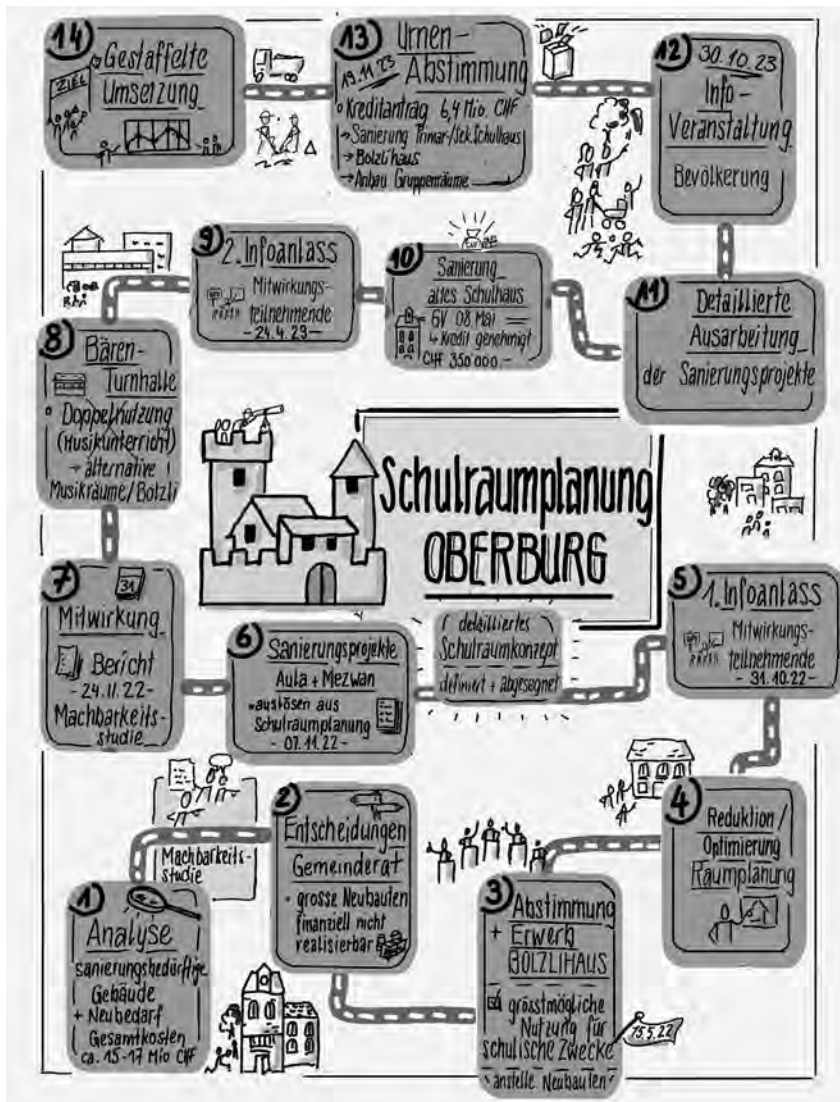 14
Gestaffelte
Umsetzung
ZIEL
13
Urnen-
Abstimmung
19.11.23
Kreditantrag 6,4 Mio. CHF
→ Sanierung Primar-/Sek.Schulhaus
→ Bolzlihaus
→ Anbau Gruppenräume
12
30.10.23
Info-
Veranstaltung
Bevölkerung
9
2. Infoanlass
Mitwirkungs-
teilnehmende
- 24.4.23 -
10
Sanierung
altes Schulhaus
GV 08. Mai
↳ Kredit genehmigt
CHF 350'000.-
11
Detaillierte
Ausarbeitung
der Sanierungsprojekte
8
Bären-
Turnhalle
Doppelnutzung
(Musikunterricht)
→ alternative
Musikräume/Bölzli
Schulraumplanung
OBERBURG
7
31
Mitwirkung
Bericht
- 24.11.22 -
Machbarkeits-
studie
6
Sanierungsprojekte
Aula + Mezwan
• auslösen aus
Schulraumplanung
- 07.11.22 -
detailliertes
Schulraumkonzept
definiert + abgesegnet
5
1. Infoanlass
Mitwirkungs-
teilnehmende
- 31.10.22 -
Machbarkeits-
studie
1
Analyse
sanierungsbedürftige
Gebäude
+ Neubedarf
Gesamtkosten
ca. 15-17 Mio CHF
2
Entscheidungen
Gemeinderat
• grosse Neubauten
finanziell nicht
realisierbar
3
Abstimmung
+ Erwerb
BÖLZLIHAUS
grösstmögliche
Nutzung für
schulische Zwecke
anstelle Neubauten
15.5.22
4
Reduktion/
Optimierung
Raumplanung